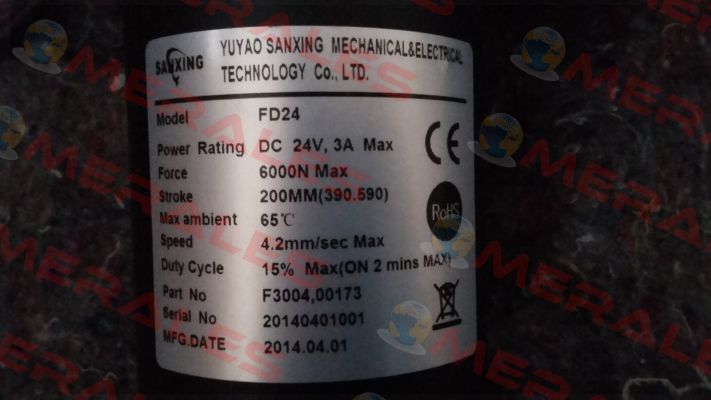 SANXING
YUYAO SANXING MECHANICAL&ELECTRICAL
TECHNOLOGY Co., LTD.
Model FD24
Power Rating DC 24V, 3A Max
Force 6000N Max
Stroke 200MM(390.590)
Max ambient 65℃
Speed 4.2mm/sec Max
Duty Cycle 15% Max(ON 2 mins MAX)
Part No F3004,00173
Serial No 20140401001
MFG.DATE 2014.04.01
CE
RoHS
MERALES
MERALES
MERALES
MERALES